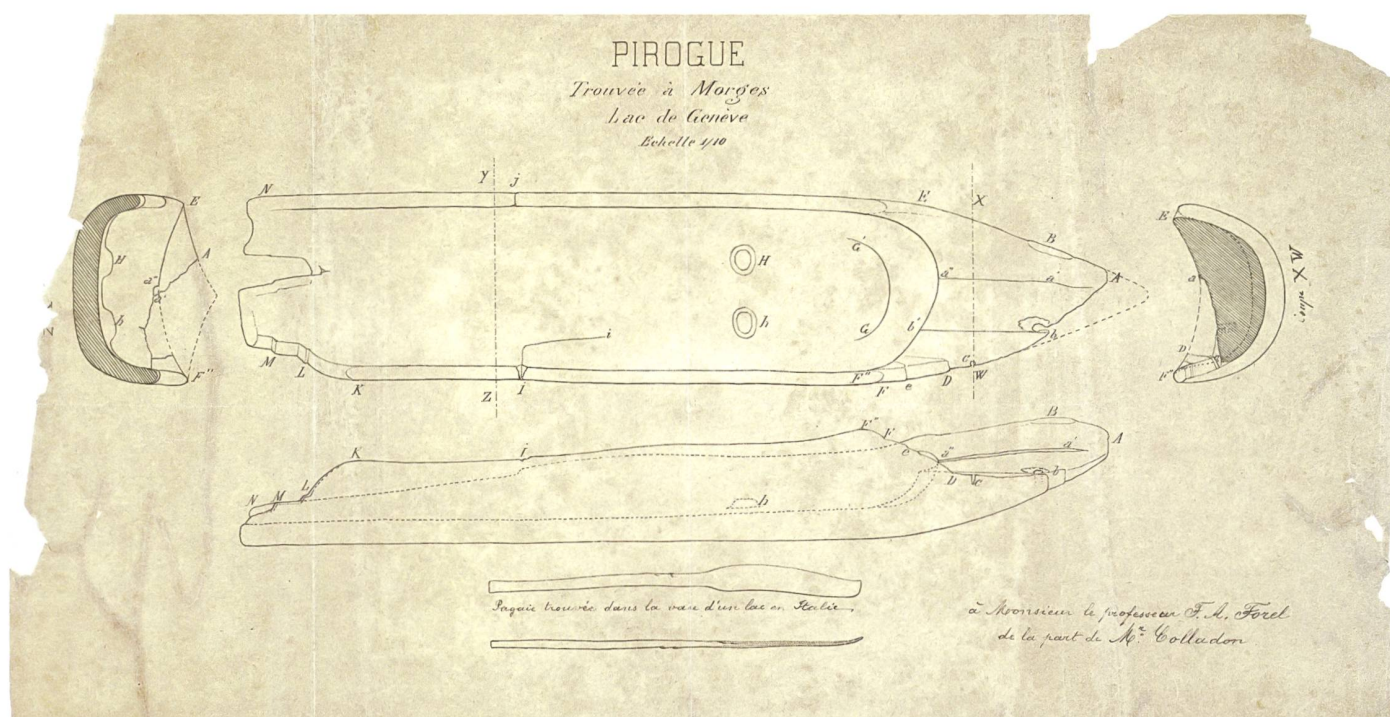 PIROGUE
Trouvée à Morges
Lac de Genève
Echelle 1/10
E
A
H
a"
h
F"
N
Y
j
E
X
B
H
G'
a"
a'
A
h
G
b'
b
i
M
L
K
Z
I
F"
F
e
D
c
W
E
a
D
F"
F"
F
B
A
K
i
e
a"
a'
L
M
N
h
D
c
b
Pagaie trouvée dans la vase d'un lac en Italie.
à Monsieur le professeur F. A. Forel
de la part de Mr. Colladon